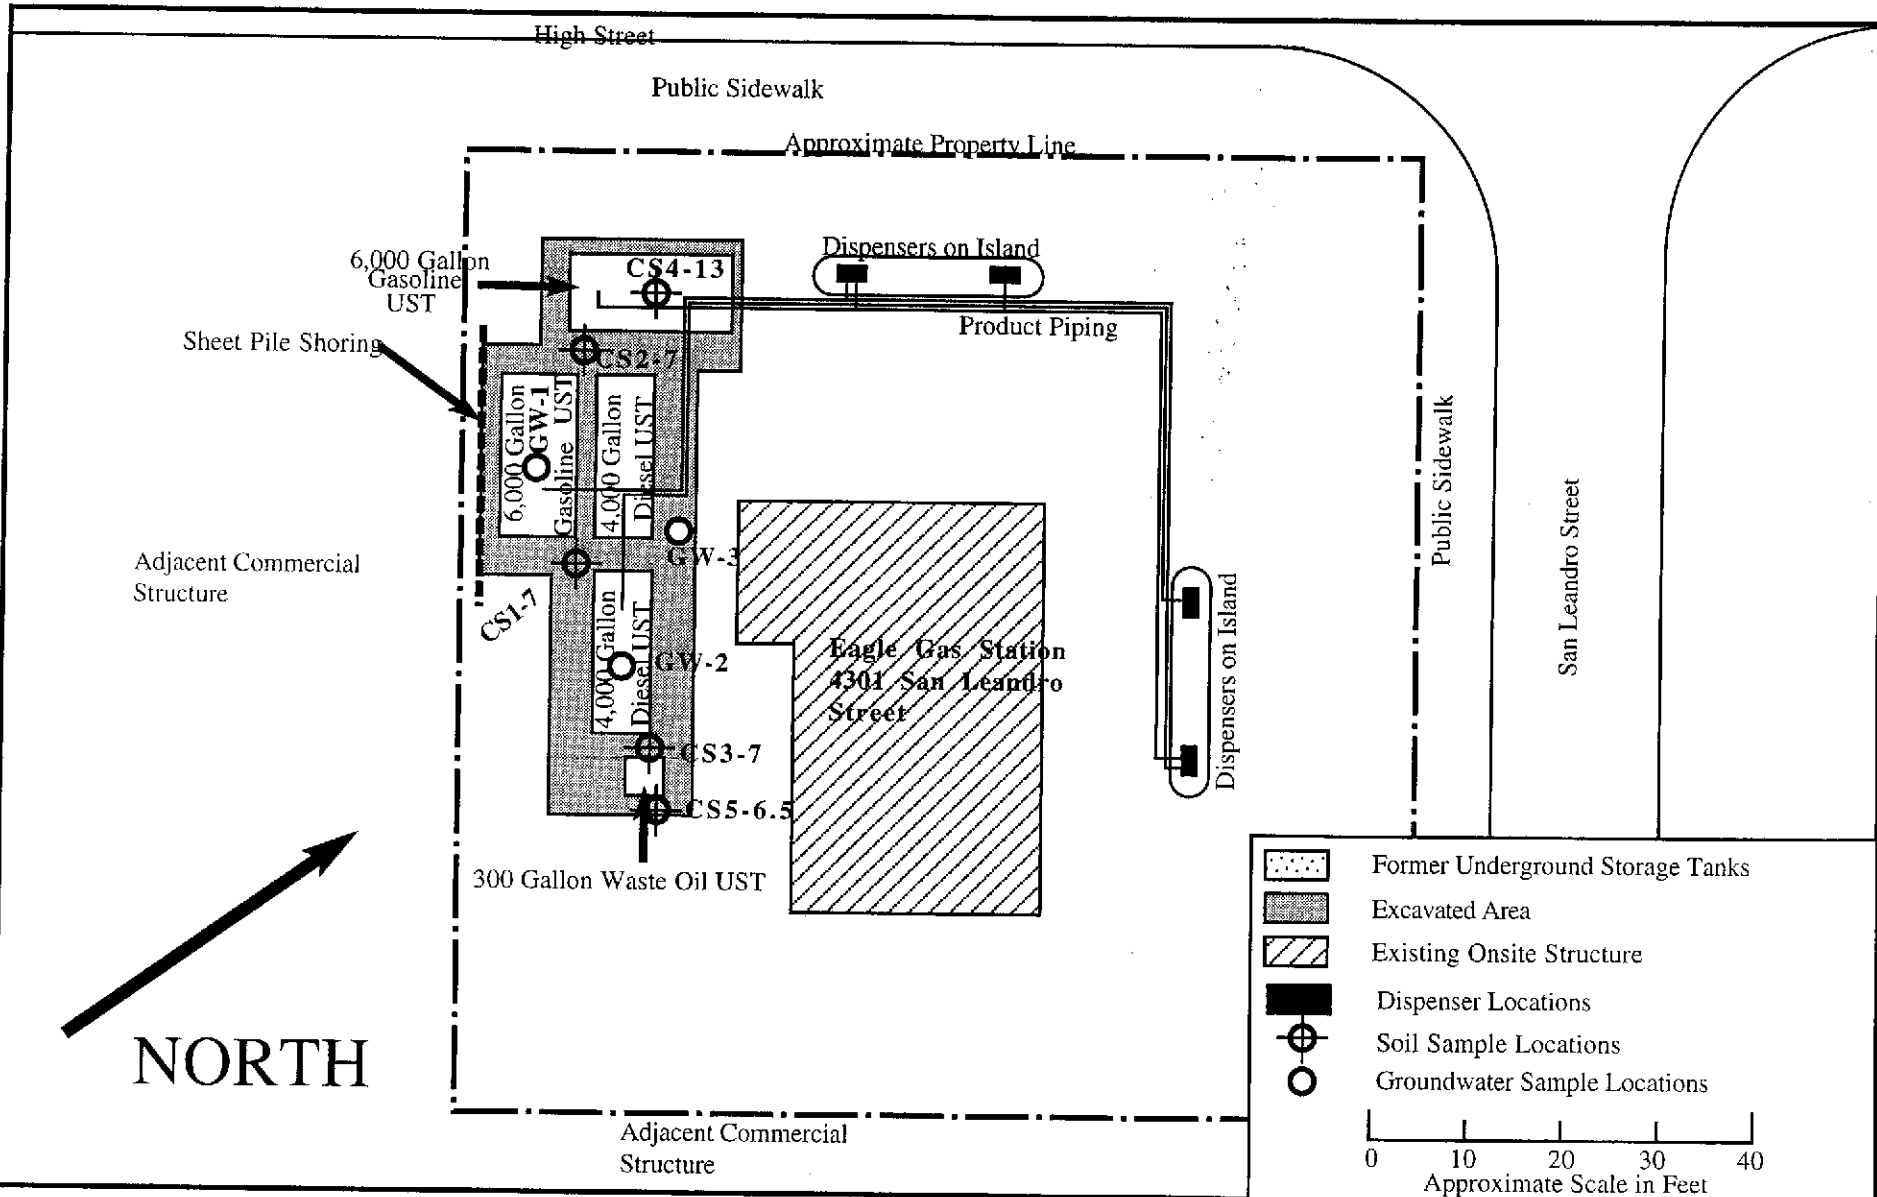 High Street
Public Sidewalk
Approximate Property Line
6,000 Gallon
Gasoline
UST
CS4-13
Dispensers on Island
Product Piping
Sheet Pile Shoring
CS2-7
6,000 Gallon
Gasoline UST
GW-1
4,000 Gallon
Diesel UST
GW-3
Adjacent Commercial
Structure
CS1-7
4,000 Gallon
Diesel UST
GW-2
Eagle Gas Station
4301 San Leandro
Street
CS3-7
CS5-6.5
300 Gallon Waste Oil UST
Dispensers on Island
Public Sidewalk
San Leandro Street
NORTH
Adjacent Commercial
Structure
Former Underground Storage Tanks
Excavated Area
Existing Onsite Structure
Dispenser Locations
Soil Sample Locations
Groundwater Sample Locations
0 10 20 30 40
Approximate Scale in Feet